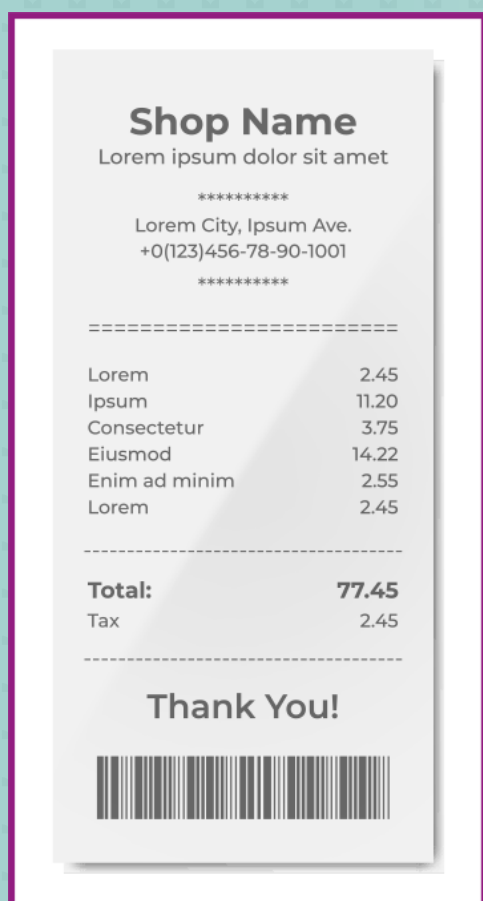 Shop Name
Lorem ipsum dolor sit amet
**********
Lorem City, Ipsum Ave.
+0(123)456-78-90-1001
**********
========================
Lorem 2.45
Ipsum 11.20
Consectetur 3.75
Eiusmod 14.22
Enim ad minim 2.55
Lorem 2.45
-------------------------------------
Total: 77.45
Tax 2.45
-------------------------------------
Thank You!